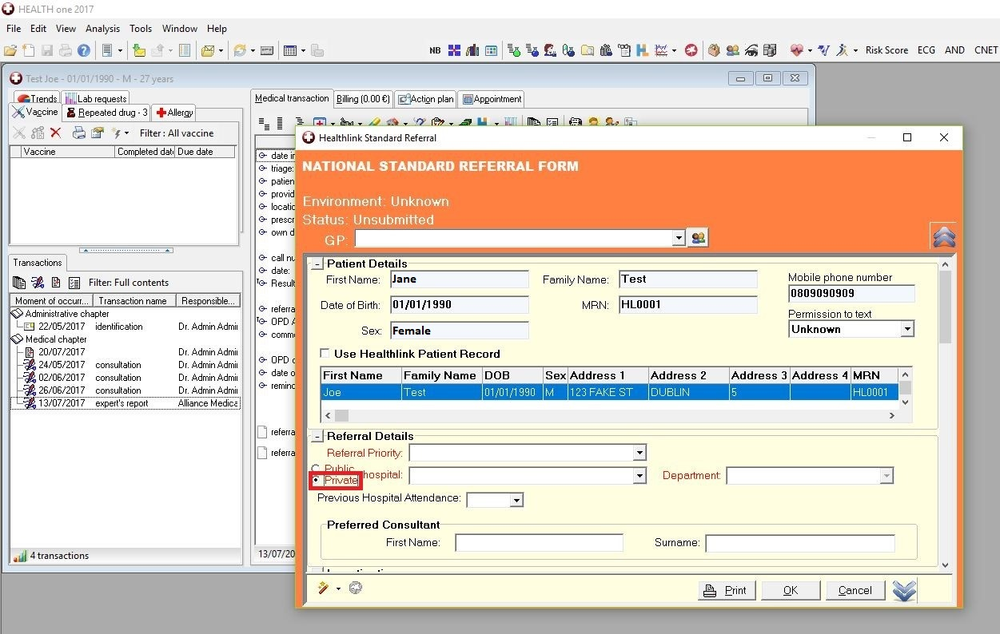 HEALTH one 2017
File Edit View Analysis Tools Window Help
NB Risk Score ECG AND CNET
Test Joe - 01/01/1990 - M - 27 years
Trends Lab requests
Vaccine Repeated drug - 3 Allergy
Filter : All vaccine
Vaccine Completed dat Due date
Transactions
Filter: Full contents
Moment of occur... Transaction name Responsible...
Administrative chapter
22/05/2017 identification Dr. Admin Admi
Medical chapter
20/07/2017 Dr. Admin Admi
24/05/2017 consultation Dr. Admin Admi
02/06/2017 consultation Dr. Admin Admi
26/06/2017 consultation Dr. Admin Admi
13/07/2017 expert's report Alliance Medica
4 transactions
Medical transaction Billing (0.00 €) Action plan Appointment
date in
triage:
patien
provid
locatio
prescr
own d
call nu
date:
Result
referra
OPD A
comme
OPD c
date o
remino
referra
referra
13/07/20
Healthlink Standard Referral
NATIONAL STANDARD REFERRAL FORM
Environment: Unknown
Status: Unsubmitted
GP:
Patient Details
First Name: Jane Family Name: Test Mobile phone number
0809090909
Date of Birth: 01/01/1990 MRN: HL0001
Permission to text
Unknown
Sex: Female
Use Healthlink Patient Record
First Name Family Name DOB Sex Address 1 Address 2 Address 3 Address 4 MRN
Joe Test 01/01/1990 M 123 FAKE ST DUBLIN 5 HL0001
Referral Details
Referral Priority:
Public
Private hospital: Department:
Previous Hospital Attendance:
Preferred Consultant
First Name: Surname:
Print OK Cancel